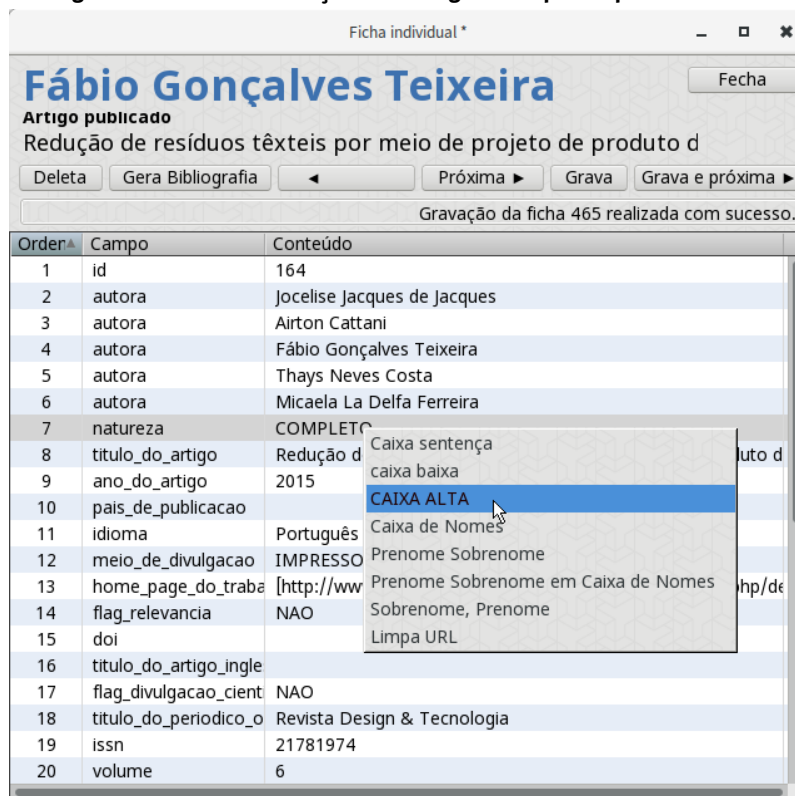 Ficha individual *
Fábio Gonçalves Teixeira
Fecha
Artigo publicado
Redução de resíduos têxteis por meio de projeto de produto d
Deleta Gera Bibliografia ◄ Próxima ► Grava Grava e próxima ►
Gravação da ficha 465 realizada com sucesso.
Orden Campo Conteúdo
1 id 164
2 autora Jocelise Jacques de Jacques
3 autora Airton Cattani
4 autora Fábio Gonçalves Teixeira
5 autora Thays Neves Costa
6 autora Micaela La Delfa Ferreira
7 natureza COMPLETO
8 titulo_do_artigo Redução d uto d
9 ano_do_artigo 2015
10 pais_de_publicacao
11 idioma Português
12 meio_de_divulgacao IMPRESSO
13 home_page_do_traba [http://ww hp/de
14 flag_relevancia NAO
15 doi
16 titulo_do_artigo_ingle
17 flag_divulgacao_cient NAO
18 titulo_do_periodico_o Revista Design & Tecnologia
19 issn 21781974
20 volume 6
Caixa sentença
caixa baixa
CAIXA ALTA
Caixa de Nomes
Prenome Sobrenome
Prenome Sobrenome em Caixa de Nomes
Sobrenome, Prenome
Limpa URL